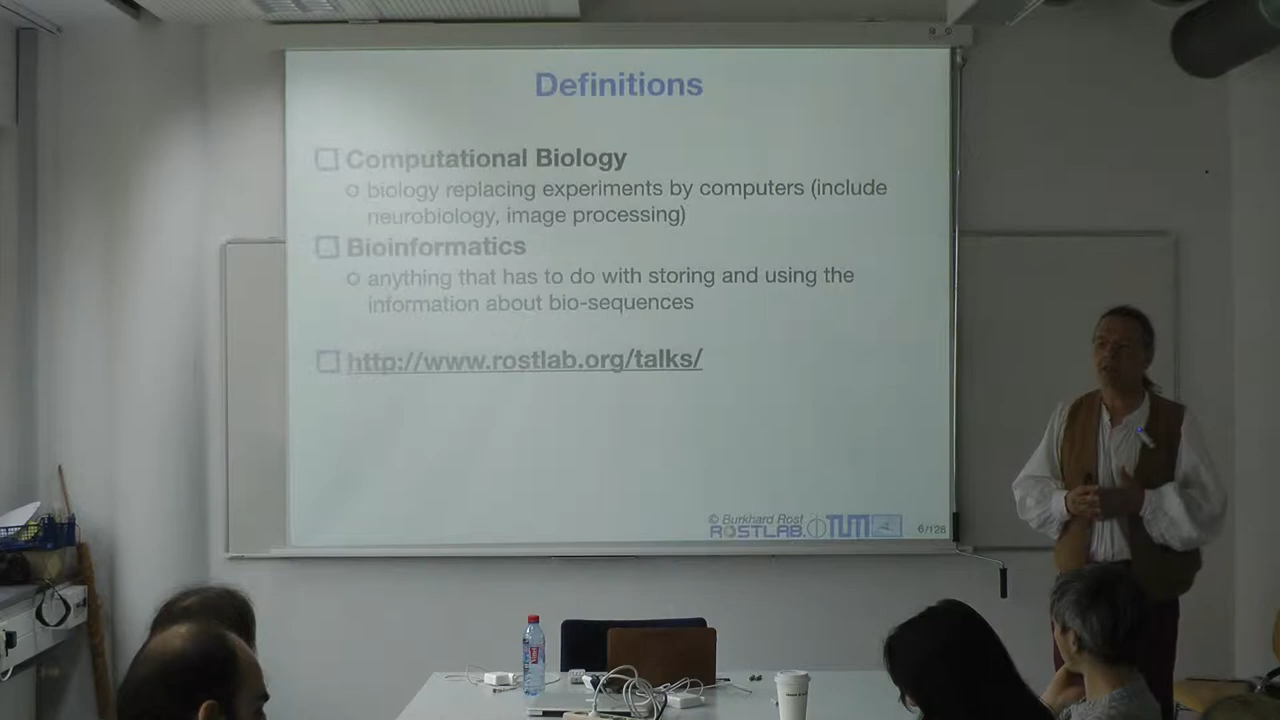 Definitions
Computational Biology
biology replacing experiments by computers (include
neurobiology, image processing)
Bioinformatics
anything that has to do with storing and using the
information about bio-sequences
http://www.rostlab.org/talks/
© Burkhard Rost
ROSTLAB.
TUM
6/128